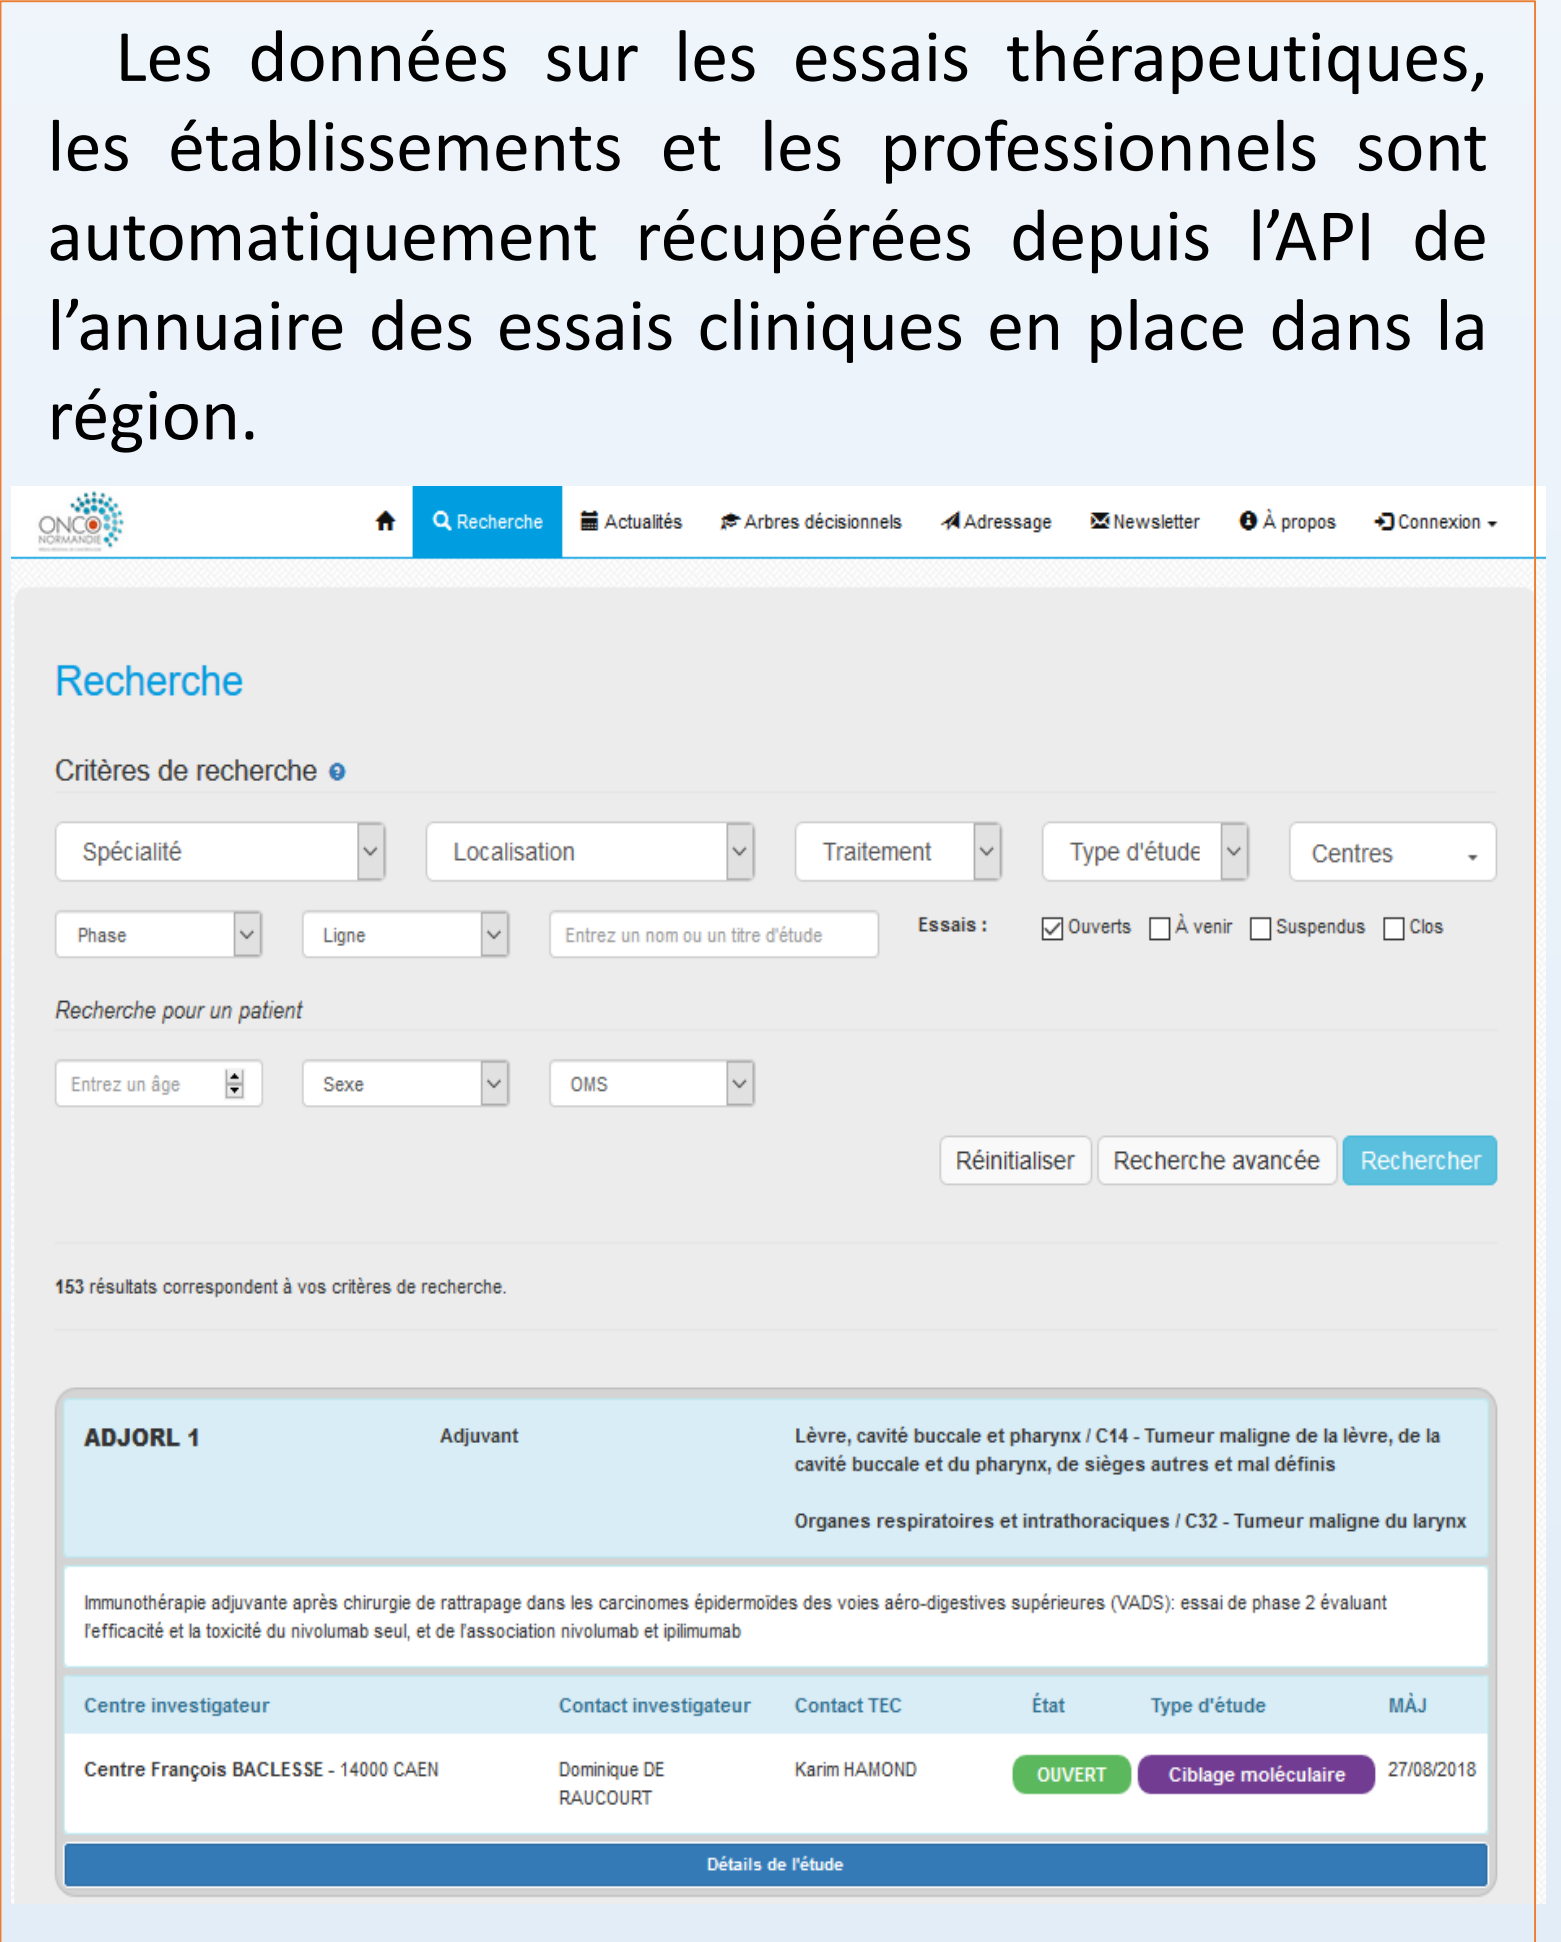 Les données sur les essais thérapeutiques,
les établissements et les professionnels sont
automatiquement récupérées depuis l’API de
l’annuaire des essais cliniques en place dans la
région.
ONCO
NORMANDIE
Recherche Actualités Arbres décisionnels Adressage Newsletter À propos Connexion
Recherche
Critères de recherche
Spécialité Localisation Traitement Type d'étude Centres
Phase Ligne Entrez un nom ou un titre d'étude Essais : Ouverts À venir Suspendus Clos
Recherche pour un patient
Entrez un âge Sexe OMS
Réinitialiser Recherche avancée Rechercher
153 résultats correspondent à vos critères de recherche.
ADJORL 1 Adjuvant Lèvre, cavité buccale et pharynx / C14 - Tumeur maligne de la lèvre, de la
cavité buccale et du pharynx, de sièges autres et mal définis
Organes respiratoires et intrathoraciques / C32 - Tumeur maligne du larynx
Immunothérapie adjuvante après chirurgie de rattrapage dans les carcinomes épidermoïdes des voies aéro-digestives supérieures (VADS): essai de phase 2 évaluant
l'efficacité et la toxicité du nivolumab seul, et de l'association nivolumab et ipilimumab
Centre investigateur Contact investigateur Contact TEC État Type d'étude MÀJ
Centre François BACLESSE - 14000 CAEN Dominique DE Karim HAMOND OUVERT Ciblage moléculaire 27/08/2018
RAUCOURT
Détails de l'étude